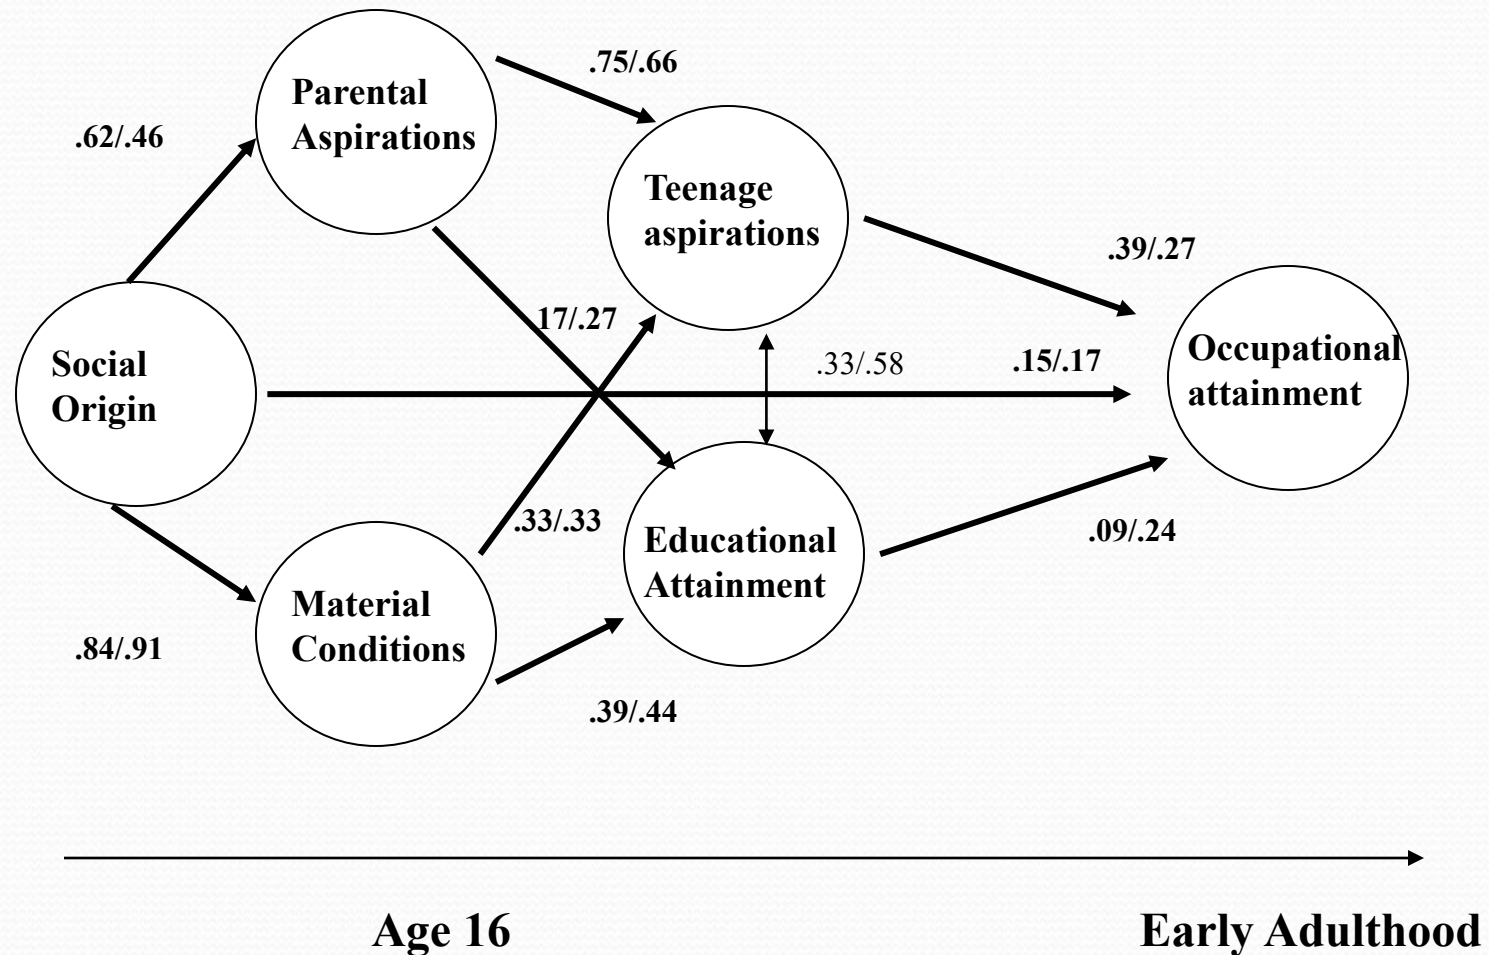 .75/.66
Parental
Aspirations
.62/.46
Teenage
aspirations
.39/.27
17/.27
Social
Origin
.33/.58
.15/.17
Occupational
attainment
.33/.33
Educational
Attainment
.09/.24
Material
Conditions
.84/.91
.39/.44
Age 16
Early Adulthood